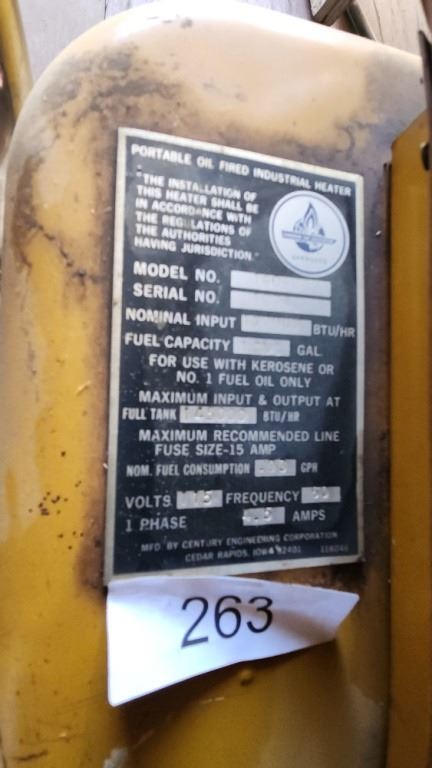 PORTABLE OIL FIRED INDUSTRIAL HEATER
"THE INSTALLATION OF
THIS HEATER SHALL BE
IN ACCORDANCE WITH
THE REGULATIONS OF
THE AUTHORITIES
HAVING JURISDICTION"
MODEL NO.
SERIAL NO.
NOMINAL INPUT BTU/HR
FUEL CAPACITY GAL.
FOR USE WITH KEROSENE OR
NO. 1 FUEL OIL ONLY
MAXIMUM INPUT & OUTPUT AT
FULL TANK BTU/HR
MAXIMUM RECOMMENDED LINE
FUSE SIZE-15 AMP
NOM. FUEL CONSUMPTION GPH
VOLTS 115 FREQUENCY
1 PHASE AMPS
MFD BY CENTURY ENGINEERING CORPORATION
CEDAR RAPIDS, IOWA 52401
263